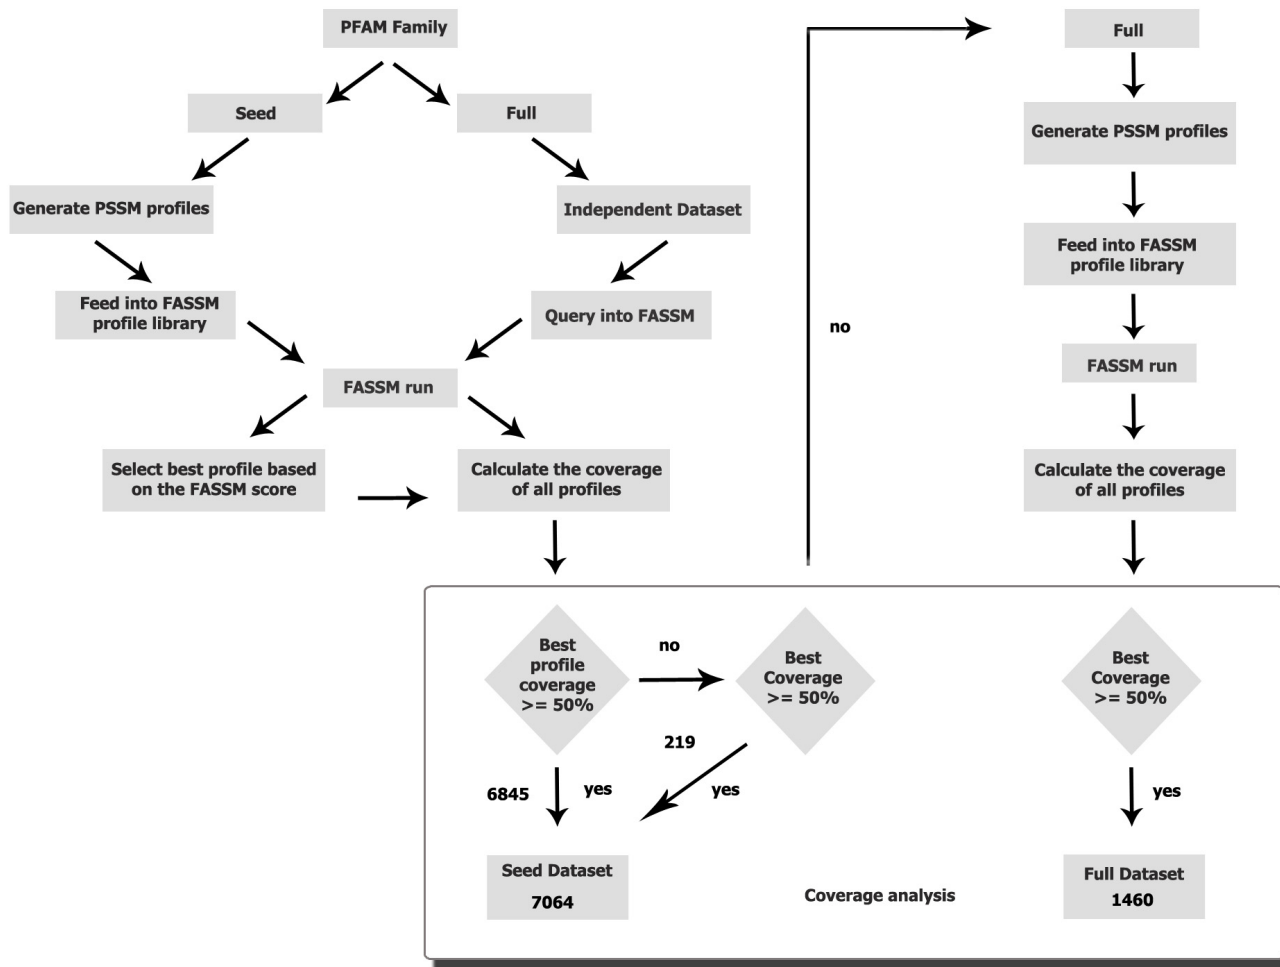 PFAM Family
Seed
Full
Generate PSSM profiles
Independent Dataset
Feed into FASSM
profile library
Query into FASSM
FASSM run
Select best profile based
on the FASSM score
Calculate the coverage
of all profiles
no
Full
Generate PSSM profiles
Feed into FASSM
profile library
FASSM run
Calculate the coverage
of all profiles
Best
profile
coverage
>= 50%
no
Best
Coverage
>= 50%
219
yes
6845
yes
Seed Dataset
7064
Best
Coverage
>= 50%
yes
Full Dataset
1460
Coverage analysis